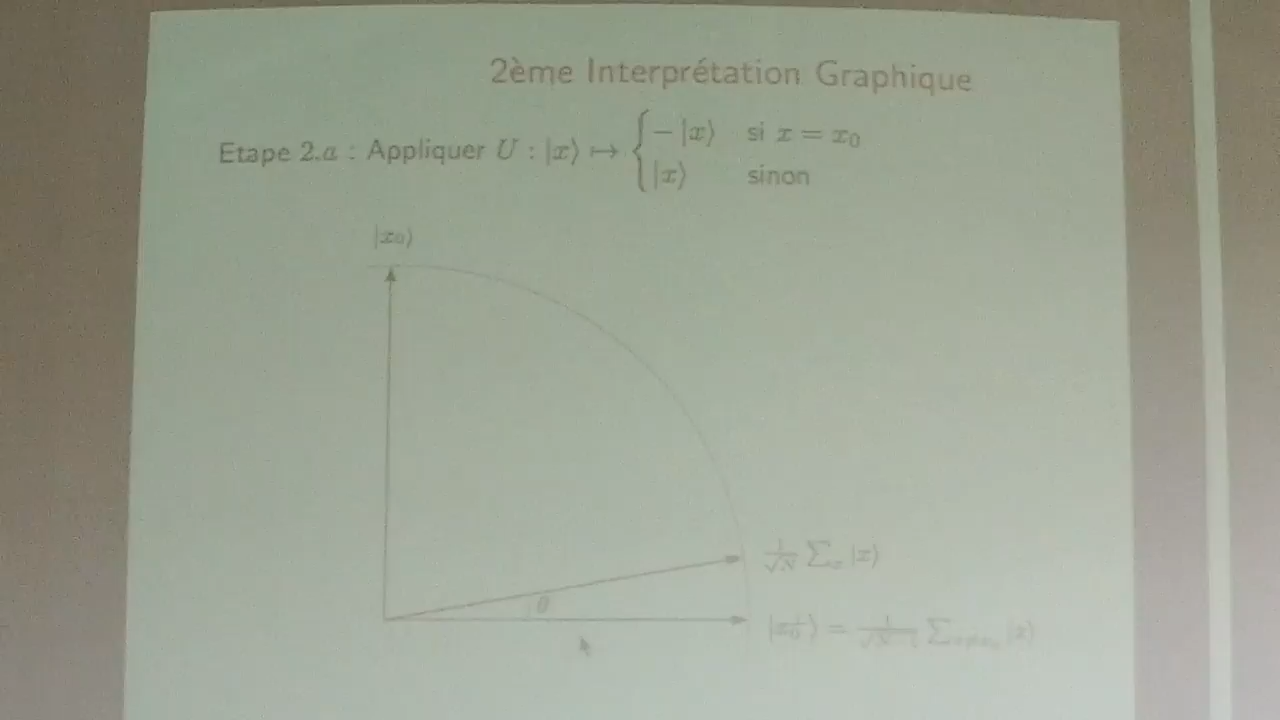 2ème Interprétation Graphique
Etape 2.a : Appliquer U : |x⟩ ↦ { −|x⟩ si x = x₀
|x⟩ sinon
|x₀⟩
1/√N ∑ₓ |x⟩
θ
|x₀^⊥⟩ = 1/√N−1 ∑ₓ≠ₓ₀ |x⟩